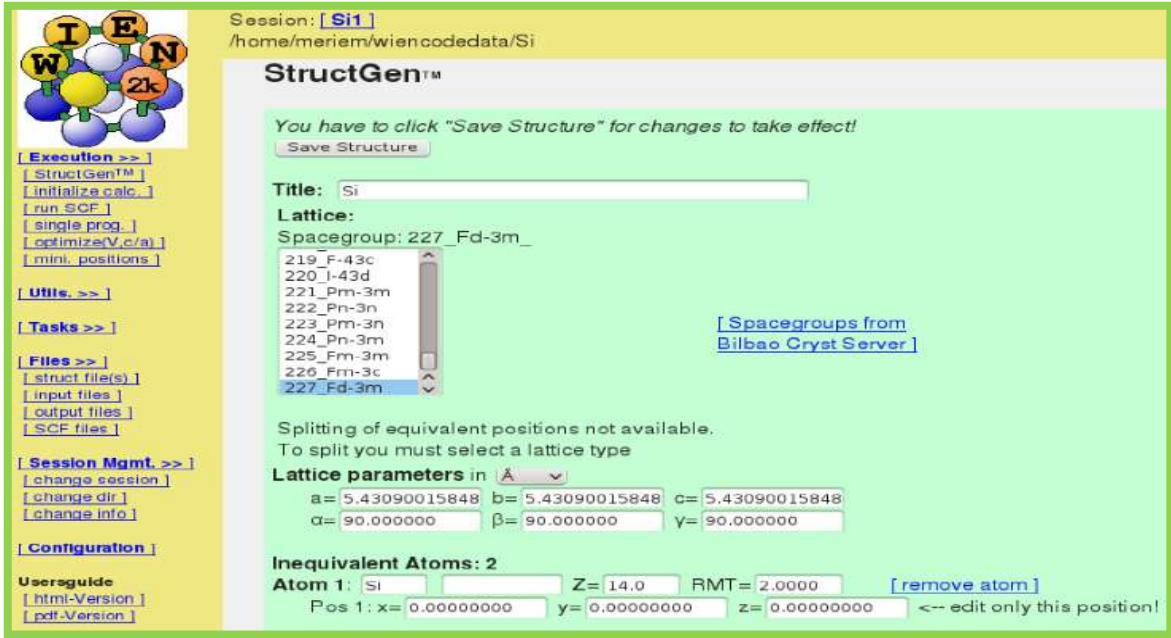 W I E N
2k
Session: [ Si1 ]
/home/meriem/wiencodedata/Si
StructGen™
You have to click "Save Structure" for changes to take effect!
Save Structure
Title: Si
Lattice:
Spacegroup: 227_Fd-3m_
219_F-43c
220_I-43d
221_Pm-3m
222_Pn-3n
223_Pm-3n
224_Pn-3m
225_Fm-3m
226_Fm-3c
227_Fd-3m
[ Spacegroups from
Bilbao Cryst Server ]
Splitting of equivalent positions not available.
To split you must select a lattice type
Lattice parameters in Å
a= 5.43090015848 b= 5.43090015848 c= 5.43090015848
α= 90.000000 β= 90.000000 γ= 90.000000
Inequivalent Atoms: 2
Atom 1: Si Z= 14.0 RMT= 2.0000 [ remove atom ]
Pos 1: x= 0.00000000 y= 0.00000000 z= 0.00000000 <-- edit only this position!
[ Execution >> ]
[ StructGen™ ]
[ initialize calc. ]
[ run SCF ]
[ single prog. ]
[ optimize(V,c/a) ]
[ mini. positions ]
[ Utils. >> ]
[ Tasks >> ]
[ Files >> ]
[ struct file(s) ]
[ input files ]
[ output files ]
[ SCF files ]
[ Session Mgmt. >> ]
[ change session ]
[ change dir ]
[ change info ]
[ Configuration ]
Usersguide
[ html-Version ]
[ pdf-Version ]